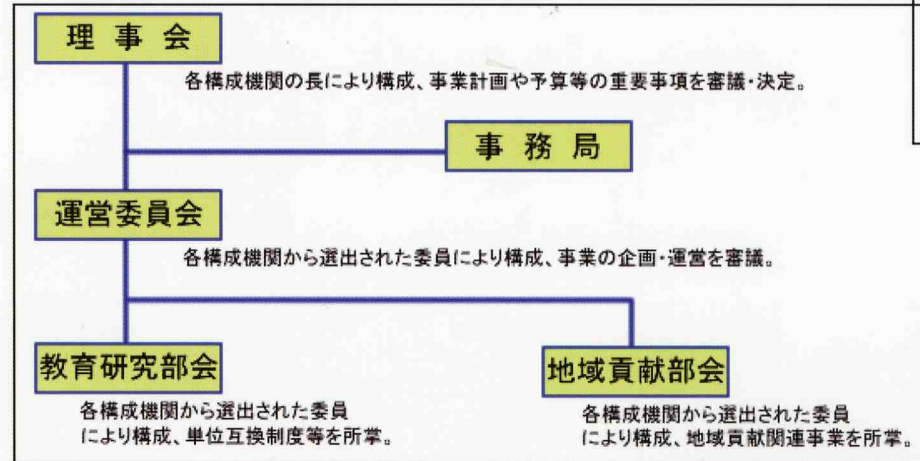 理事会
各構成機関の長により構成、事業計画や予算等の重要事項を審議・決定。
事務局
運営委員会
各構成機関から選出された委員により構成、事業の企画・運営を審議。
教育研究部会
各構成機関から選出された委員
により構成、単位互換制度等を所掌。
地域貢献部会
各構成機関から選出された委員
により構成、地域貢献関連事業を所掌。